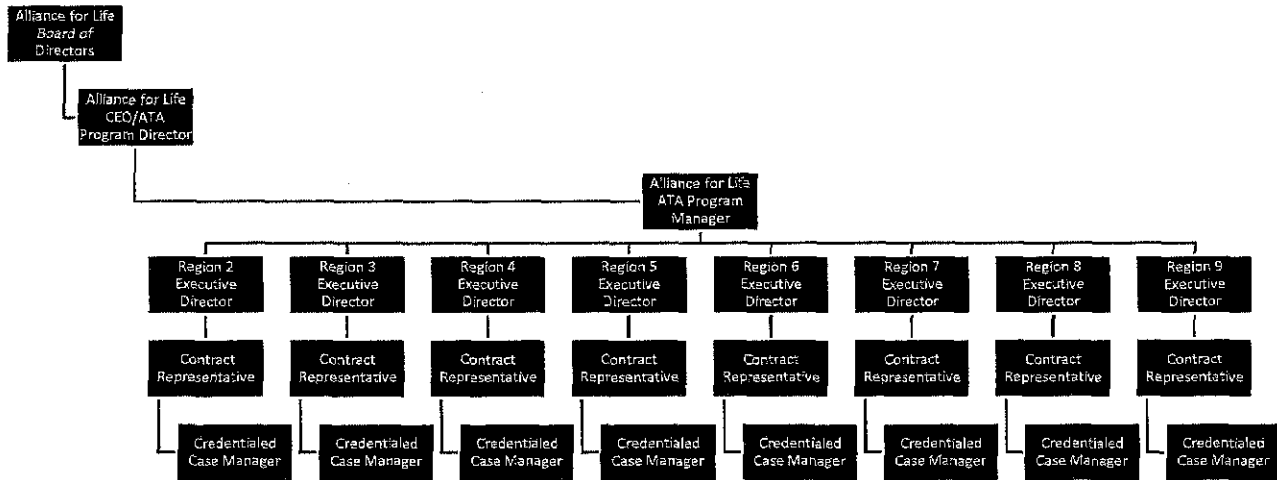 Alliance for Life
Board of
Directors
Alliance for Life
CEO/ATA
Program Director
Alliance for Life
ATA Program
Manager
Region 2
Executive
Director
Region 3
Executive
Director
Region 4
Executive
Director
Region 5
Executive
Director
Region 6
Executive
Director
Region 7
Executive
Director
Region 8
Executive
Director
Region 9
Executive
Director
Contract
Representative
Contract
Representative
Contract
Representative
Contract
Representative
Contract
Representative
Contract
Representative
Contract
Representative
Contract
Representative
Credentialed
Case Manager
Credentialed
Case Manager
Credentialed
Case Manager
Credentialed
Case Manager
Credentialed
Case Manager
Credentialed
Case Manager
Credentialed
Case Manager
Credentialed
Case Manager